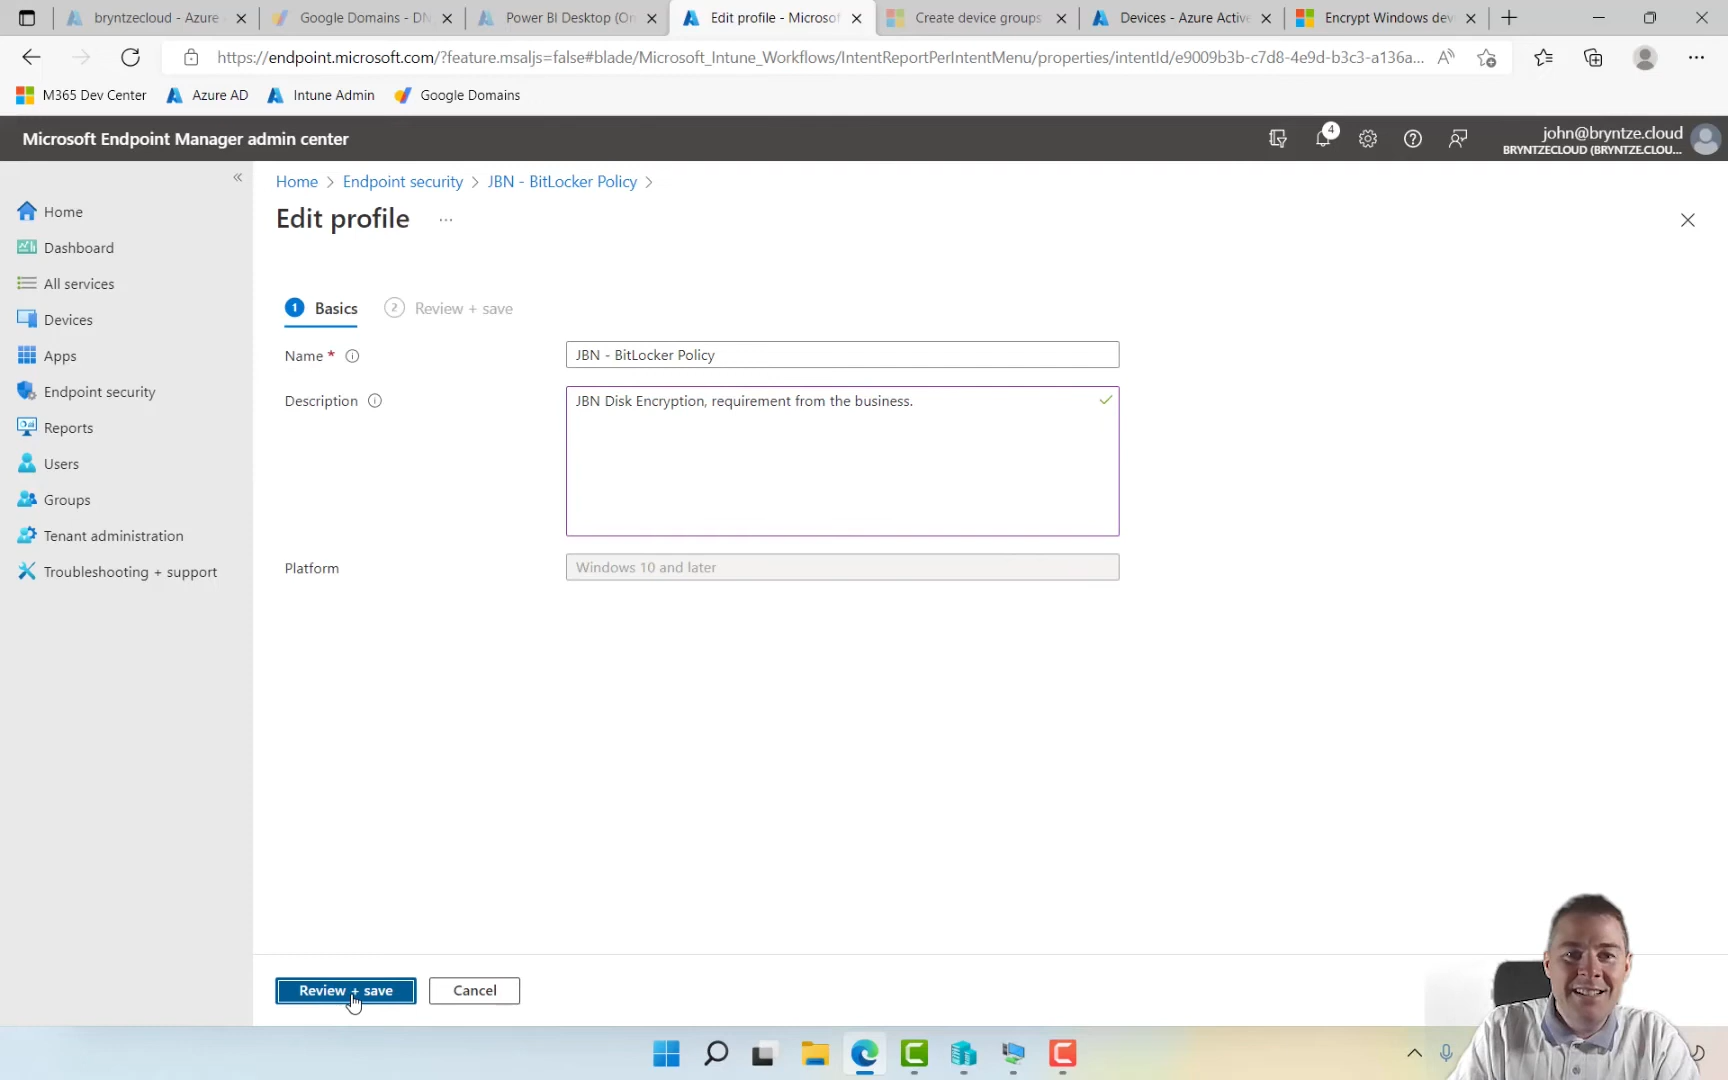 bryntzecloud - Azure
Google Domains - DN
Power BI Desktop (On
Edit profile - Microsof
Create device groups
Devices - Azure Activ
Encrypt Windows dev
https://endpoint.microsoft.com/?feature.msaljs=false#blade/Microsoft_Intune_Workflows/IntentReportPerIntentMenu/properties/intentId/e9009b3b-c7d8-4e9d-b3c3-a136a...
M365 Dev Center
Azure AD
Intune Admin
Google Domains
Microsoft Endpoint Manager admin center
4
john@bryntze.cloud
BRYNTZECLOUD (BRYNTZE.CLOU...
Home
Dashboard
All services
Devices
Apps
Endpoint security
Reports
Users
Groups
Tenant administration
Troubleshooting + support
Home > Endpoint security > JBN - BitLocker Policy >
Edit profile ...
1 Basics
2 Review + save
Name *
JBN - BitLocker Policy
Description
JBN Disk Encryption, requirement from the business.
Platform
Windows 10 and later
Review + save
Cancel